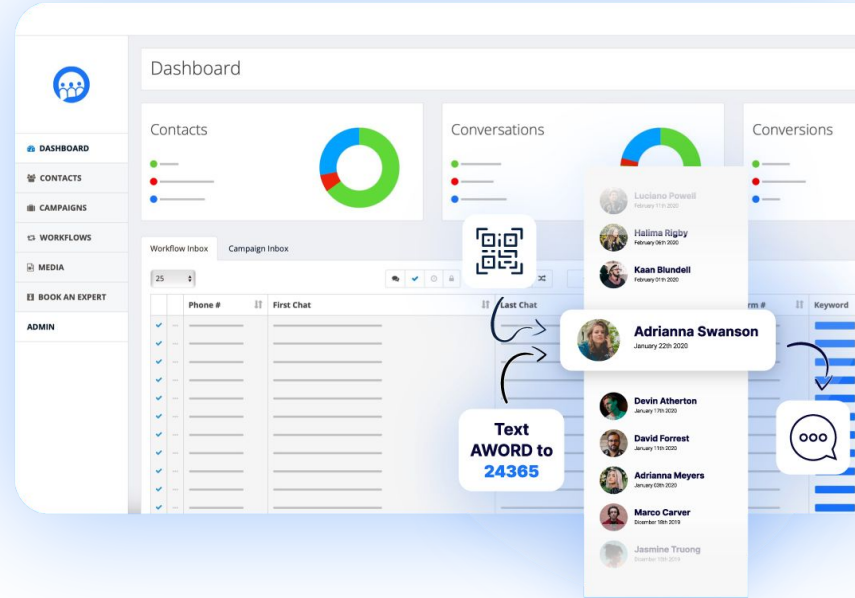 Dashboard
Contacts
Conversations
Conversions
DASHBOARD
CONTACTS
CAMPAIGNS
WORKFLOWS
MEDIA
BOOK AN EXPERT
ADMIN
Workflow Inbox
Campaign Inbox
25
Phone #
First Chat
Last Chat
rm #
Keyword
Luciano Powell
February 11th 2020
Halima Rigby
February 06th 2020
Kaan Blundell
February 01th 2020
Adrianna Swanson
January 22th 2020
Devin Atherton
January 17th 2020
David Forrest
January 11th 2020
Adrianna Meyers
January 03th 2020
Marco Carver
Dicember 18th 2019
Jasmine Truong
Text
AWORD to
24365